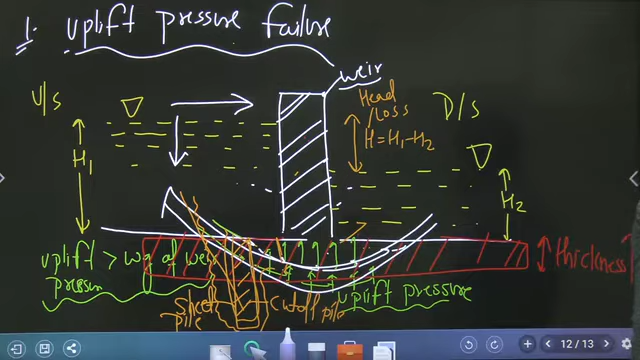 1. uplift pressure failure
weir
U/S
Head
Loss
H = H1-H2
D/S
H1
H2
uplift > wg of weir
pressure
thickness
sheet
pile
cutoff pile
uplift pressure
12 / 13